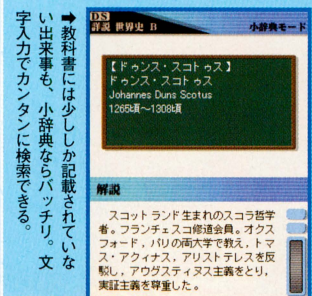 ➡教科書には少ししか記載されていな
い出来事も、小辞典ならバッチリ。文
字入力でカンタンに検索できる。
DS
詳説 世界史 B
小辞典モード
【ドゥンス・スコトゥス】
ドゥンス・スコトゥス
Johannes Duns Scotus
1265頃〜1308頃
解説
スコットランド生まれのスコラ哲学
者。フランチェスコ修道会員。オクス
フォード，パリの両大学で教え，トマ
ス・アクィナス，アリストテレスを反
駁し，アウグスティヌス主義をとり，
実証主義を尊重した。